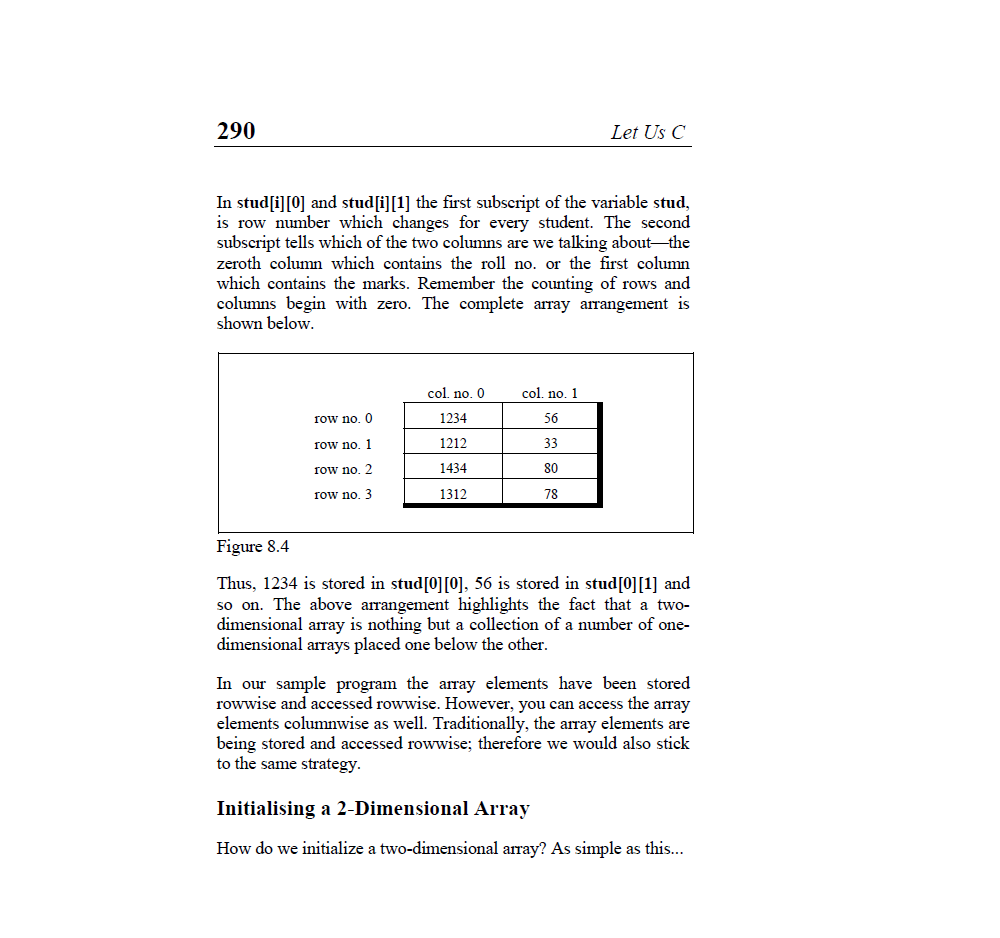 290 Let Us C
In stud[i][0] and stud[i][1] the first subscript of the variable stud,
is row number which changes for every student. The second
subscript tells which of the two columns are we talking about—the
zeroth column which contains the roll no. or the first column
which contains the marks. Remember the counting of rows and
columns begin with zero. The complete array arrangement is
shown below.
col. no. 0 col. no. 1
row no. 0 1234 56
row no. 1 1212 33
row no. 2 1434 80
row no. 3 1312 78
Figure 8.4
Thus, 1234 is stored in stud[0][0], 56 is stored in stud[0][1] and
so on. The above arrangement highlights the fact that a two-
dimensional array is nothing but a collection of a number of one-
dimensional arrays placed one below the other.
In our sample program the array elements have been stored
rowwise and accessed rowwise. However, you can access the array
elements columnwise as well. Traditionally, the array elements are
being stored and accessed rowwise; therefore we would also stick
to the same strategy.
Initialising a 2-Dimensional Array
How do we initialize a two-dimensional array? As simple as this...